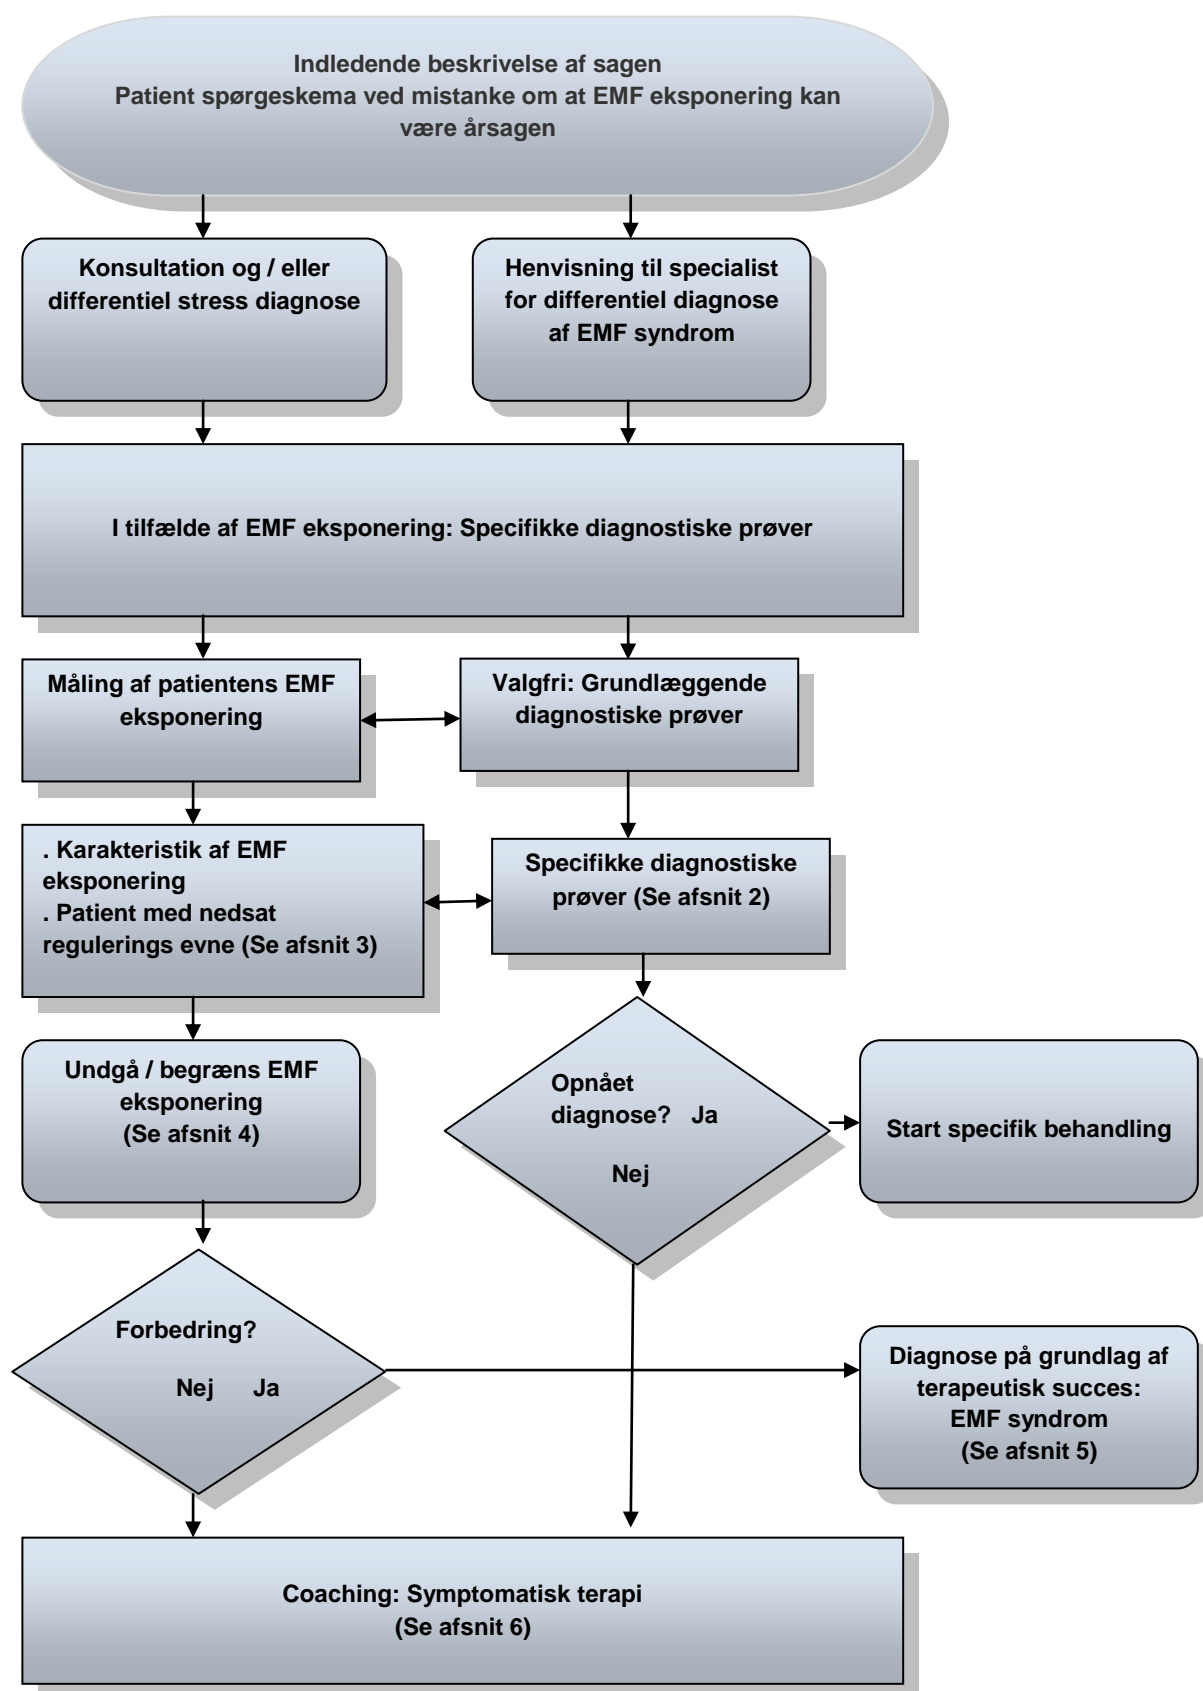 Indledende beskrivelse af sagen
Patient spørgeskema ved mistanke om at EMF eksponering kan
være årsagen
Konsultation og / eller
differentiel stress diagnose
Henvisning til specialist
for differentiel diagnose
af EMF syndrom
I tilfælde af EMF eksponering: Specifikke diagnostiske prøver
Måling af patientens EMF
eksponering
Valgfri: Grundlæggende
diagnostiske prøver
. Karakteristik af EMF
eksponering
. Patient med nedsat
regulerings evne (Se afsnit 3)
Specifikke diagnostiske
prøver (Se afsnit 2)
Undgå / begræns EMF
eksponering
(Se afsnit 4)
Opnået
diagnose? Ja
Nej
Start specifik behandling
Forbedring?
Nej Ja
Diagnose på grundlag af
terapeutisk succes:
EMF syndrom
(Se afsnit 5)
Coaching: Symptomatisk terapi
(Se afsnit 6)